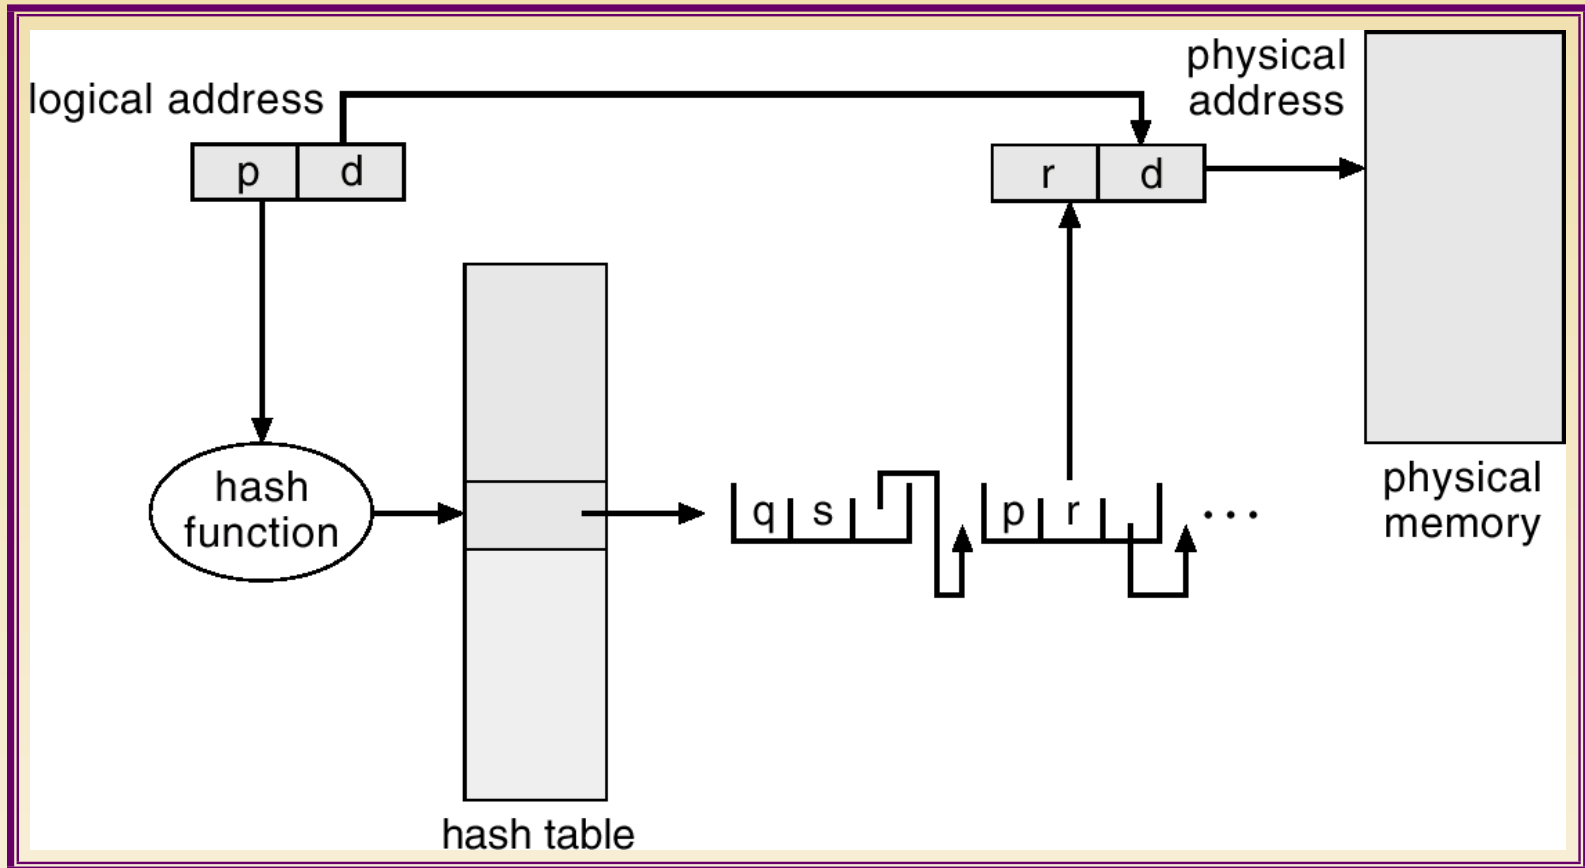 physical
address
logical address
p d
r d
hash
function
q s
p r
...
physical
memory
hash table